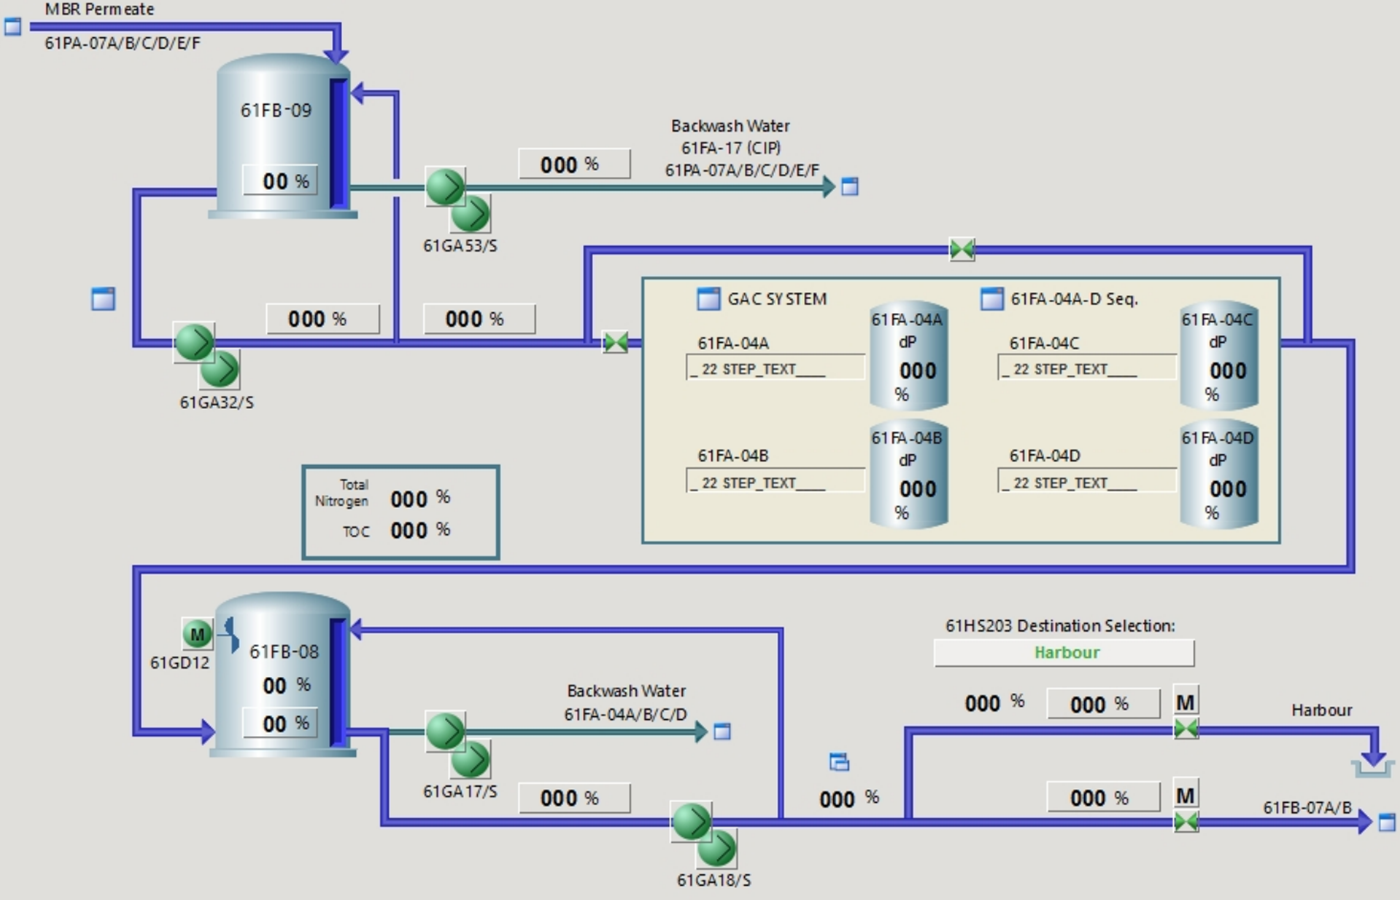 MBR Permeate
61PA-07A/B/C/D/E/F
61FB-09
00 %
000 %
Backwash Water
61FA-17 (CIP)
61PA-07A/B/C/D/E/F
61GA53/S
000 %
000 %
61GA32/S
GAC SYSTEM
61FA-04A-D Seq.
61FA-04A
_ 22 STEP_TEXT____
61FA-04A
dP
000
%
61FA-04C
_ 22 STEP_TEXT____
61FA-04C
dP
000
%
61FA-04B
_ 22 STEP_TEXT____
61FA-04B
dP
000
%
61FA-04D
_ 22 STEP_TEXT____
61FA-04D
dP
000
%
Total
Nitrogen
000 %
TOC 000 %
M
61GD12
61FB-08
00 %
00 %
Backwash Water
61FA-04A/B/C/D
61GA17/S
000 %
61GA18/S
000 %
61HS203 Destination Selection:
Harbour
000 %
000 %
M
Harbour
000 %
M
61FB-07A/B